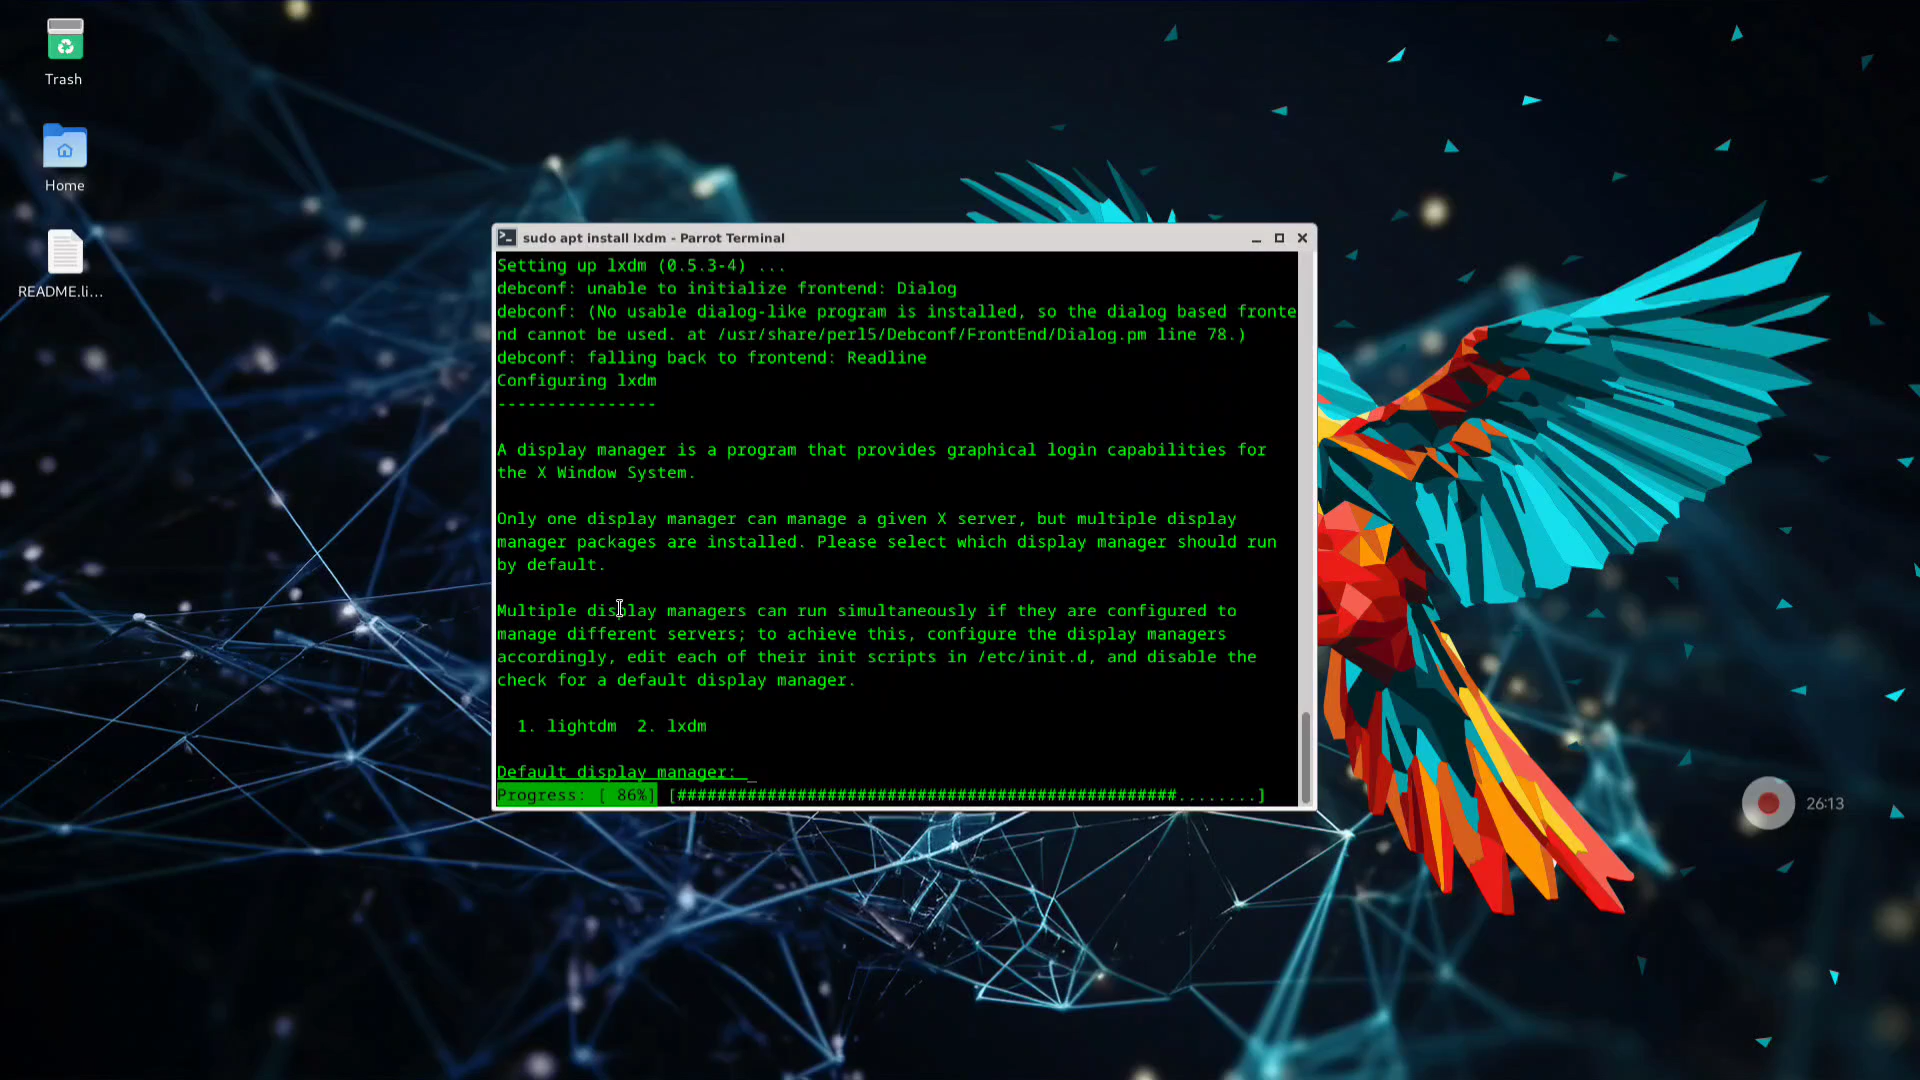 Trash
Home
README.li...
sudo apt install lxdm - Parrot Terminal
Setting up lxdm (0.5.3-4) ...
debconf: unable to initialize frontend: Dialog
debconf: (No usable dialog-like program is installed, so the dialog based fronte
nd cannot be used. at /usr/share/perl5/Debconf/FrontEnd/Dialog.pm line 78.)
debconf: falling back to frontend: Readline
Configuring lxdm
----------------
A display manager is a program that provides graphical login capabilities for
the X Window System.
Only one display manager can manage a given X server, but multiple display
manager packages are installed. Please select which display manager should run
by default.
Multiple display managers can run simultaneously if they are configured to
manage different servers; to achieve this, configure the display managers
accordingly, edit each of their init scripts in /etc/init.d, and disable the
check for a default display manager.
1. lightdm  2. lxdm
Default display manager: _
Progress: [ 86%] [##################################################........]
26:13